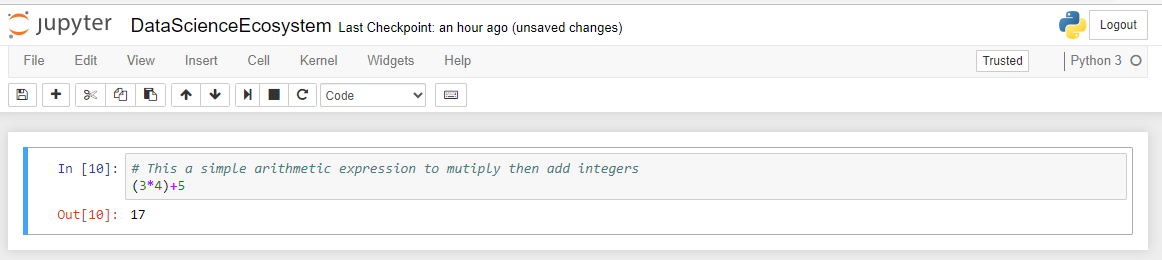 jupyter DataScienceEcosystem Last Checkpoint: an hour ago (unsaved changes) Logout
File Edit View Insert Cell Kernel Widgets Help Trusted Python 3
Code
In [10]: # This a simple arithmetic expression to mutiply then add integers
(3*4)+5
Out[10]: 17